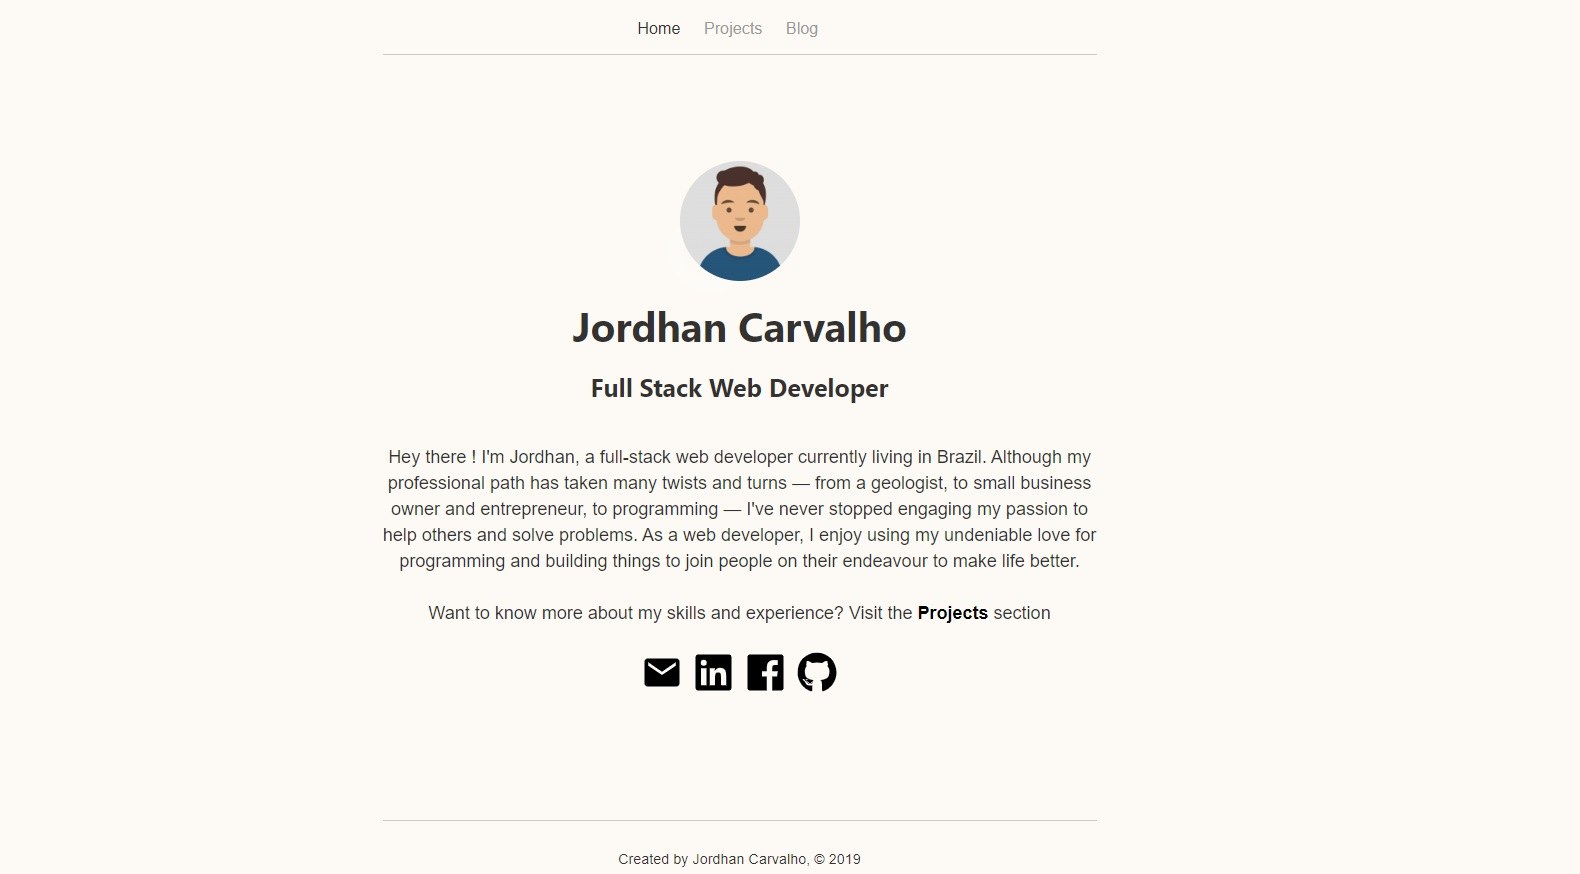 Home Projects Blog
Jordhan Carvalho
Full Stack Web Developer
Hey there ! I'm Jordhan, a full-stack web developer currently living in Brazil. Although my
professional path has taken many twists and turns — from a geologist, to small business
owner and entrepreneur, to programming — I've never stopped engaging my passion to
help others and solve problems. As a web developer, I enjoy using my undeniable love for
programming and building things to join people on their endeavour to make life better.
Want to know more about my skills and experience? Visit the Projects section
in f
Created by Jordhan Carvalho, © 2019